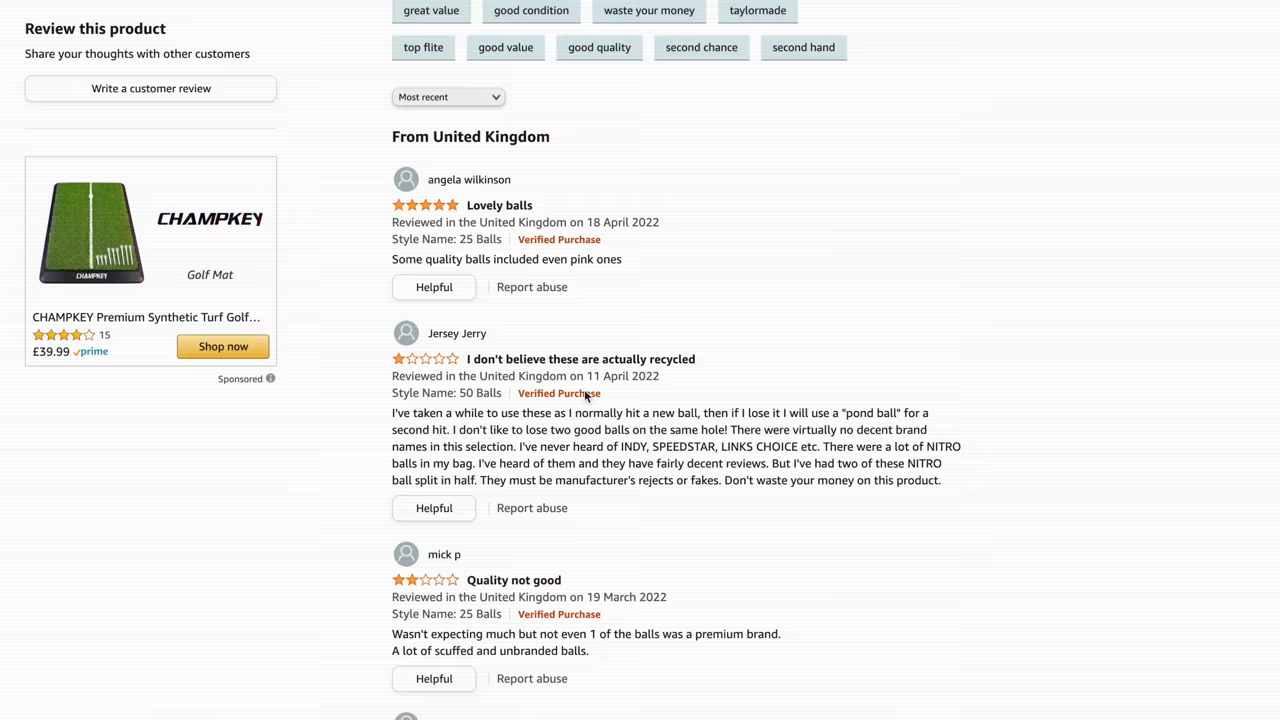 Review this product
Share your thoughts with other customers
Write a customer review
CHAMPKEY
Golf Mat
CHAMPKEY
CHAMPKEY Premium Synthetic Turf Golf…
15
£39.99 prime
Shop now
Sponsored
great value good condition waste your money taylormade
top flite good value good quality second chance second hand
Most recent
From United Kingdom
angela wilkinson
Lovely balls
Reviewed in the United Kingdom on 18 April 2022
Style Name: 25 Balls Verified Purchase
Some quality balls included even pink ones
Helpful Report abuse
Jersey Jerry
I don't believe these are actually recycled
Reviewed in the United Kingdom on 11 April 2022
Style Name: 50 Balls Verified Purchase
I've taken a while to use these as I normally hit a new ball, then if I lose it I will use a "pond ball" for a
second hit. I don't like to lose two good balls on the same hole! There were virtually no decent brand
names in this selection. I've never heard of INDY, SPEEDSTAR, LINKS CHOICE etc. There were a lot of NITRO
balls in my bag. I've heard of them and they have fairly decent reviews. But I've had two of these NITRO
ball split in half. They must be manufacturer's rejects or fakes. Don't waste your money on this product.
Helpful Report abuse
mick p
Quality not good
Reviewed in the United Kingdom on 19 March 2022
Style Name: 25 Balls Verified Purchase
Wasn't expecting much but not even 1 of the balls was a premium brand.
A lot of scuffed and unbranded balls.
Helpful Report abuse